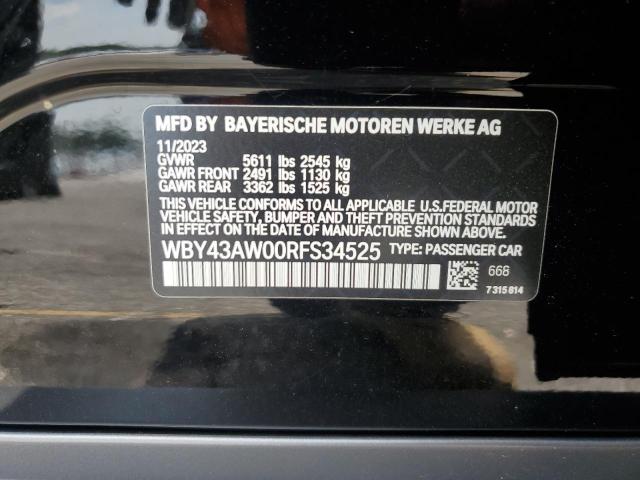 MFD BY BAYERISCHE MOTOREN WERKE AG
11/2023
GVWR 5611 lbs 2545 kg
GAWR FRONT 2491 lbs 1130 kg
GAWR REAR 3362 lbs 1525 kg
THIS VEHICLE CONFORMS TO ALL APPLICABLE U.S.FEDERAL MOTOR
VEHICLE SAFETY, BUMPER AND THEFT PREVENTION STANDARDS
IN EFFECT ON THE DATE OF MANUFACTURE SHOWN ABOVE.
WBY43AW00RFS34525 TYPE: PASSENGER CAR
668
7 315 814